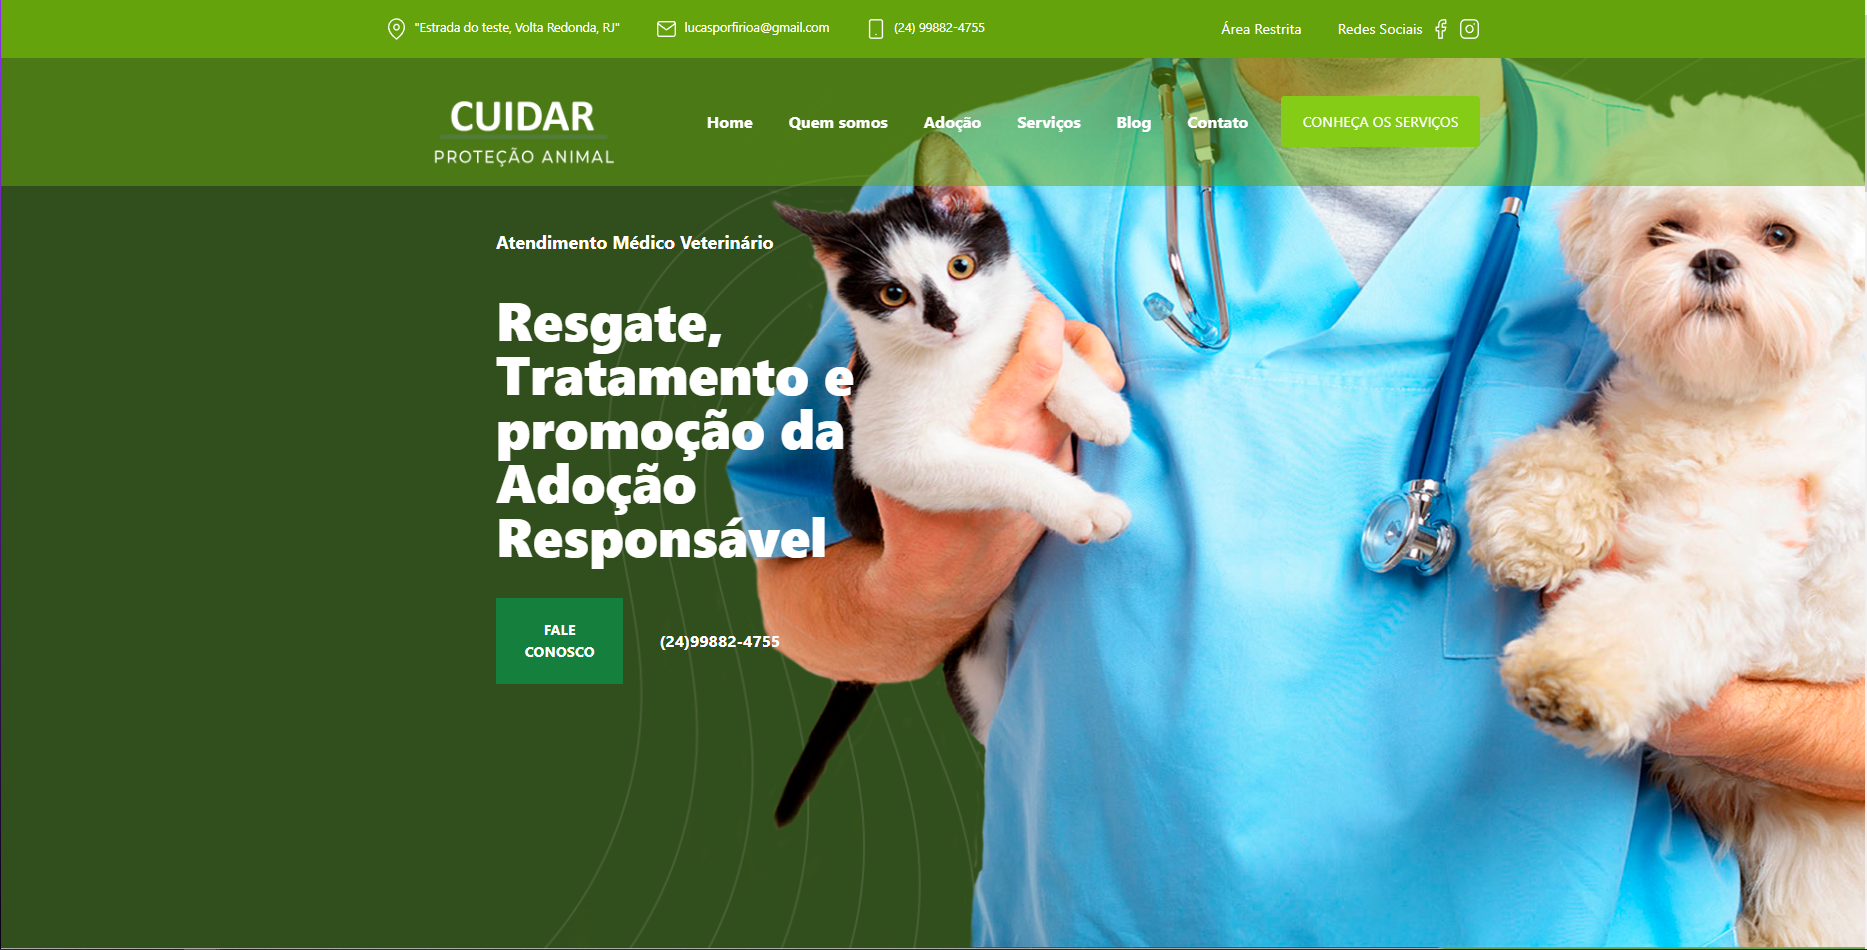 "Estrada do teste, Volta Redonda, RJ" lucasporfirioa@gmail.com (24) 99882-4755 Área Restrita Redes Sociais
CUIDAR
PROTEÇÃO ANIMAL
Home Quem somos Adoção Serviços Blog Contato CONHEÇA OS SERVIÇOS
Atendimento Médico Veterinário
Resgate,
Tratamento e
promoção da
Adoção
Responsável
FALE
CONOSCO
(24)99882-4755